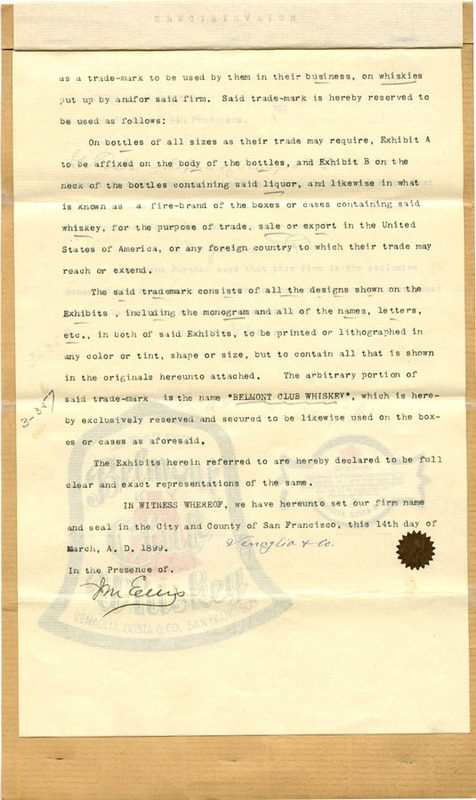 SPECIFICATION
as a trade-mark to be used by them in their business, on whiskies
put up by and for said firm. Said trade-mark is hereby reserved to
be used as follows:
On bottles of all sizes as their trade may require, Exhibit A
to be affixed on the body of the bottles, and Exhibit B on the
neck of the bottles containing said liquor, and likewise in what
is known as a fire-brand of the boxes or cases containing said
whiskey, for the purpose of trade, sale or export in the United
States of America, or any foreign country to which their trade may
reach or extend.
The said trademark consists of all the designs shown on the
Exhibits , including the monogram and all of the names, letters,
etc., in both of said Exhibits, to be printed or lithographed in
any color or tint, shape or size, but to contain all that is shown
in the originals hereunto attached. The arbitrary portion of
said trade-mark is the name "BELMONT CLUB WHISKEY", which is here-
by exclusively reserved and secured to be likewise used on the box-
es or cases as aforesaid.
The Exhibits herein referred to are hereby declared to be full
clear and exact representations of the same.
IN WITNESS WHEREOF, we have hereunto set our firm name
and seal in the City and County of San Francisco, this 14th day of
March, A. D. 1899. Venaglia & Co.
In the Presence of.
Club
Whiskey
VENAGLIA, COSTA & CO. SAN